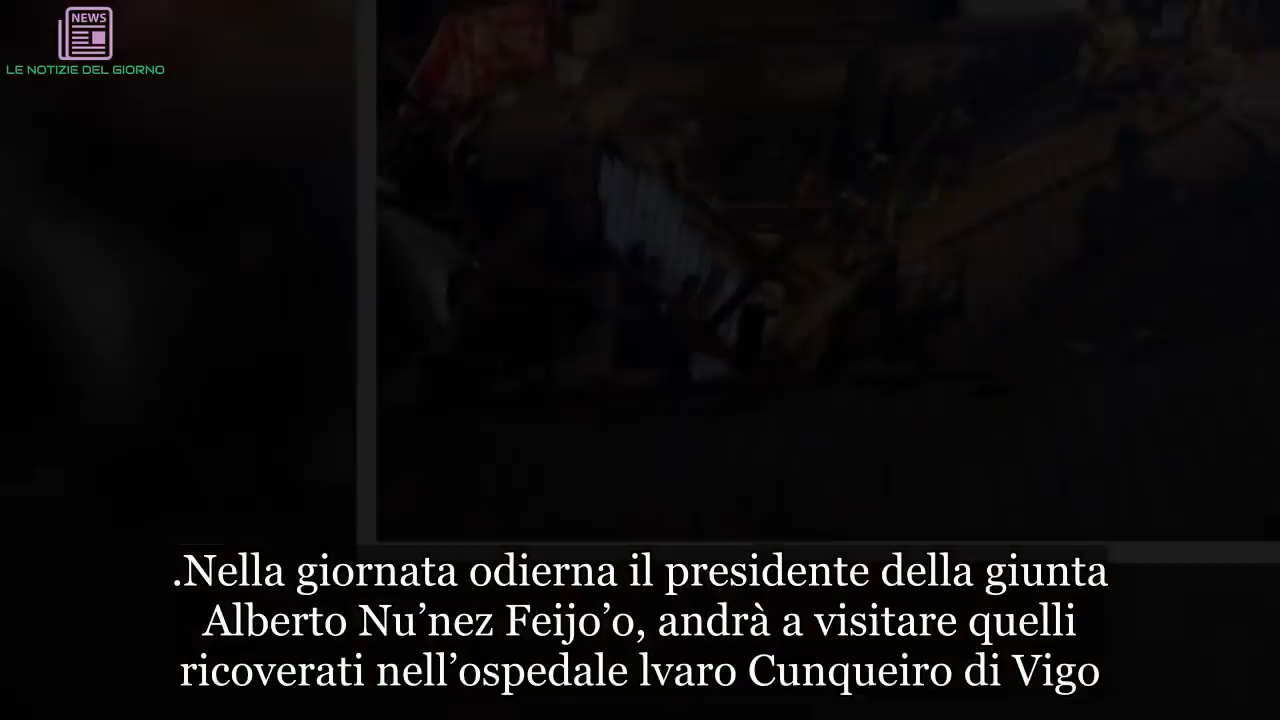 NEWS
LE NOTIZIE DEL GIORNO
.Nella giornata odierna il presidente della giunta
Alberto Nu’nez Feijo’o, andrà a visitare quelli
ricoverati nell’ospedale lvaro Cunqueiro di Vigo